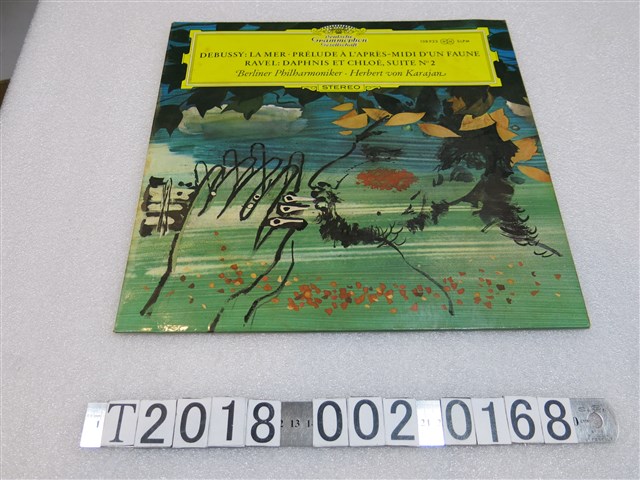 Deutsche
Grammophon
Gesellschaft
DEBUSSY: LA MER · PRÉLUDE À L'APRÈS-MIDI D'UN FAUNE
RAVEL: DAPHNIS ET CHLOÉ, SUITE N° 2
Berliner Philharmoniker · Herbert von Karajan
STEREO
T2018 002 0168